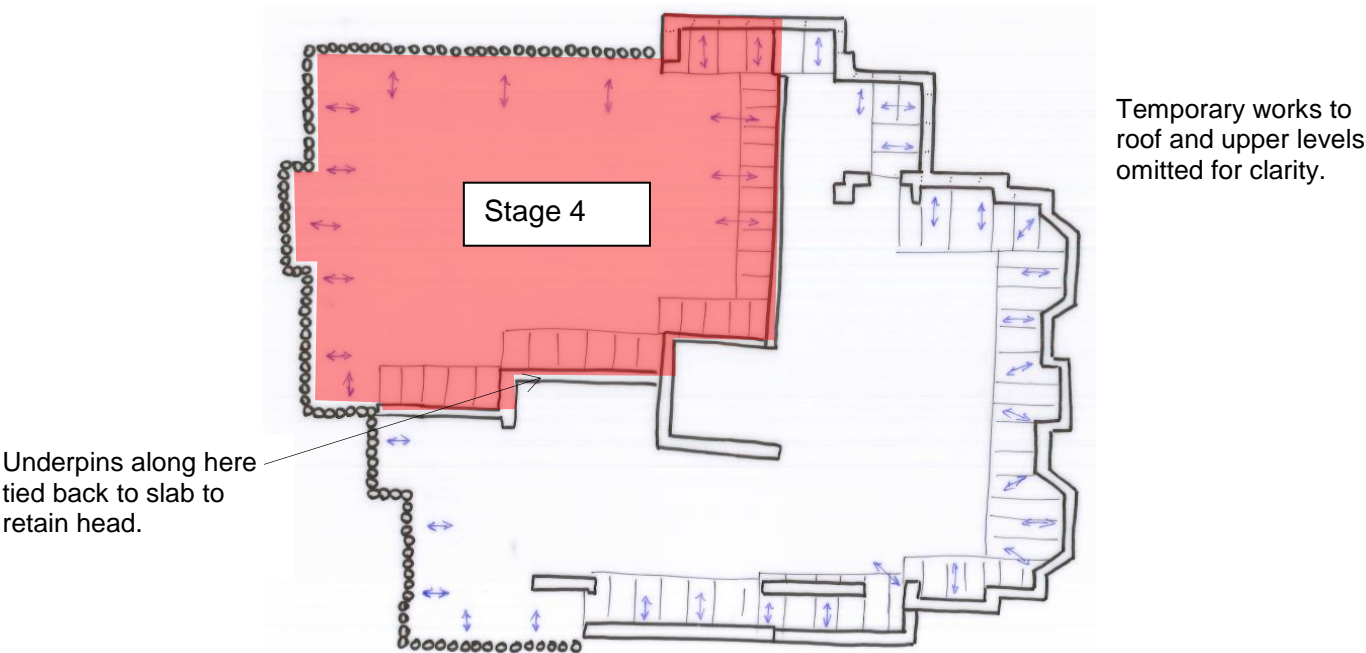 Temporary works to
roof and upper levels
omitted for clarity.
Stage 4
Underpins along here
tied back to slab to
retain head.